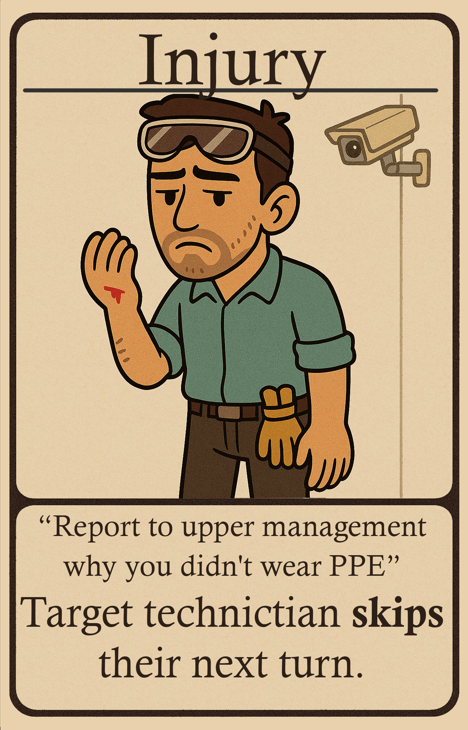 Injury
“Report to upper management
why you didn't wear PPE”
Target technictian skips
their next turn.